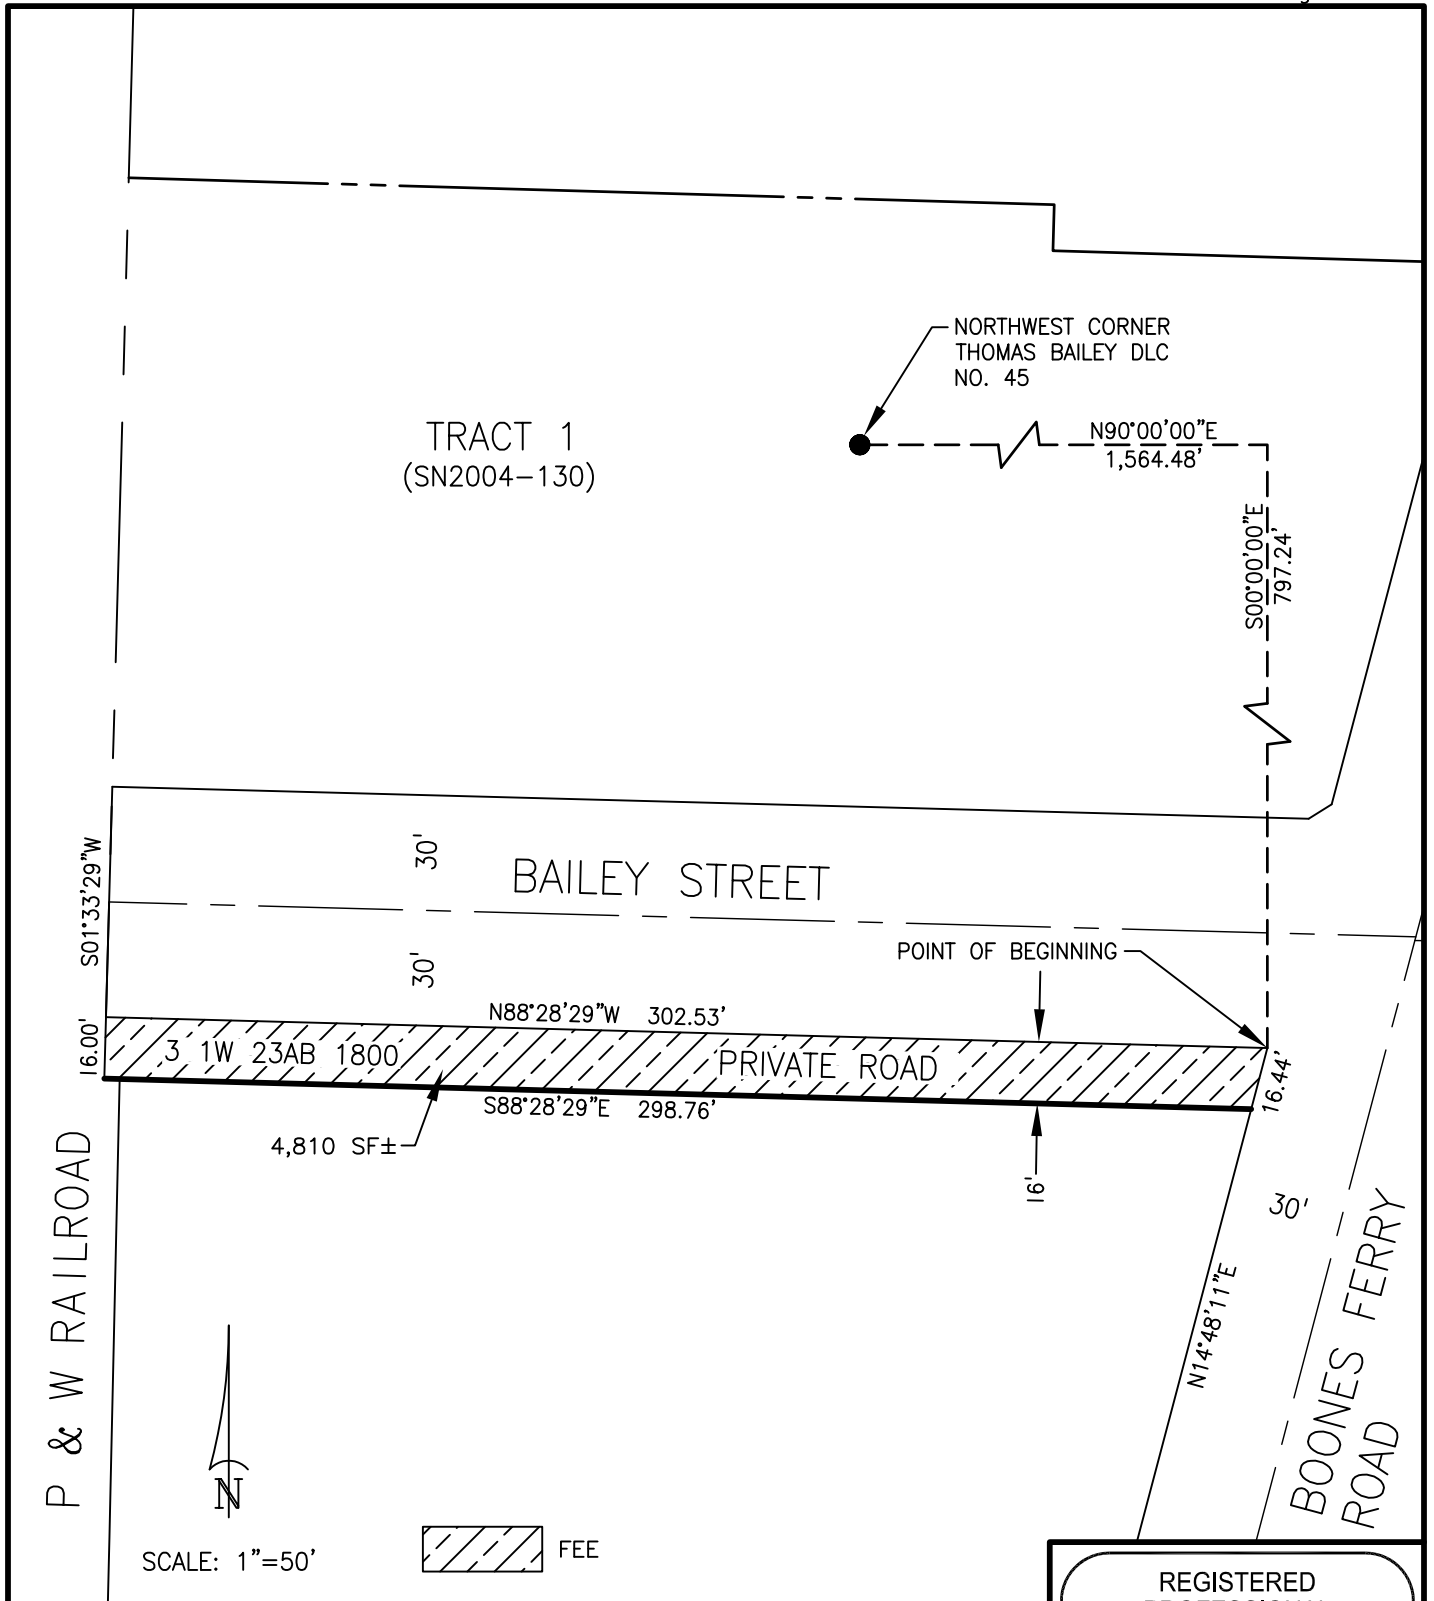 NORTHWEST CORNER
THOMAS BAILEY DLC
NO. 45
TRACT 1
(SN2004-130)
N90°00'00"E
1,564.48'
S00°00'00"E
797.24'
S01°33'29"W
30'
BAILEY STREET
30'
POINT OF BEGINNING
N88°28'29"W 302.53'
16.00'
3 1W 23AB 1800
PRIVATE ROAD
16.44'
S88°28'29"E 298.76'
4,810 SF±
16'
30'
N14°48'11"E
P & W RAILROAD
BOONES FERRY
ROAD
N
SCALE: 1"=50'
FEE
REGISTERED